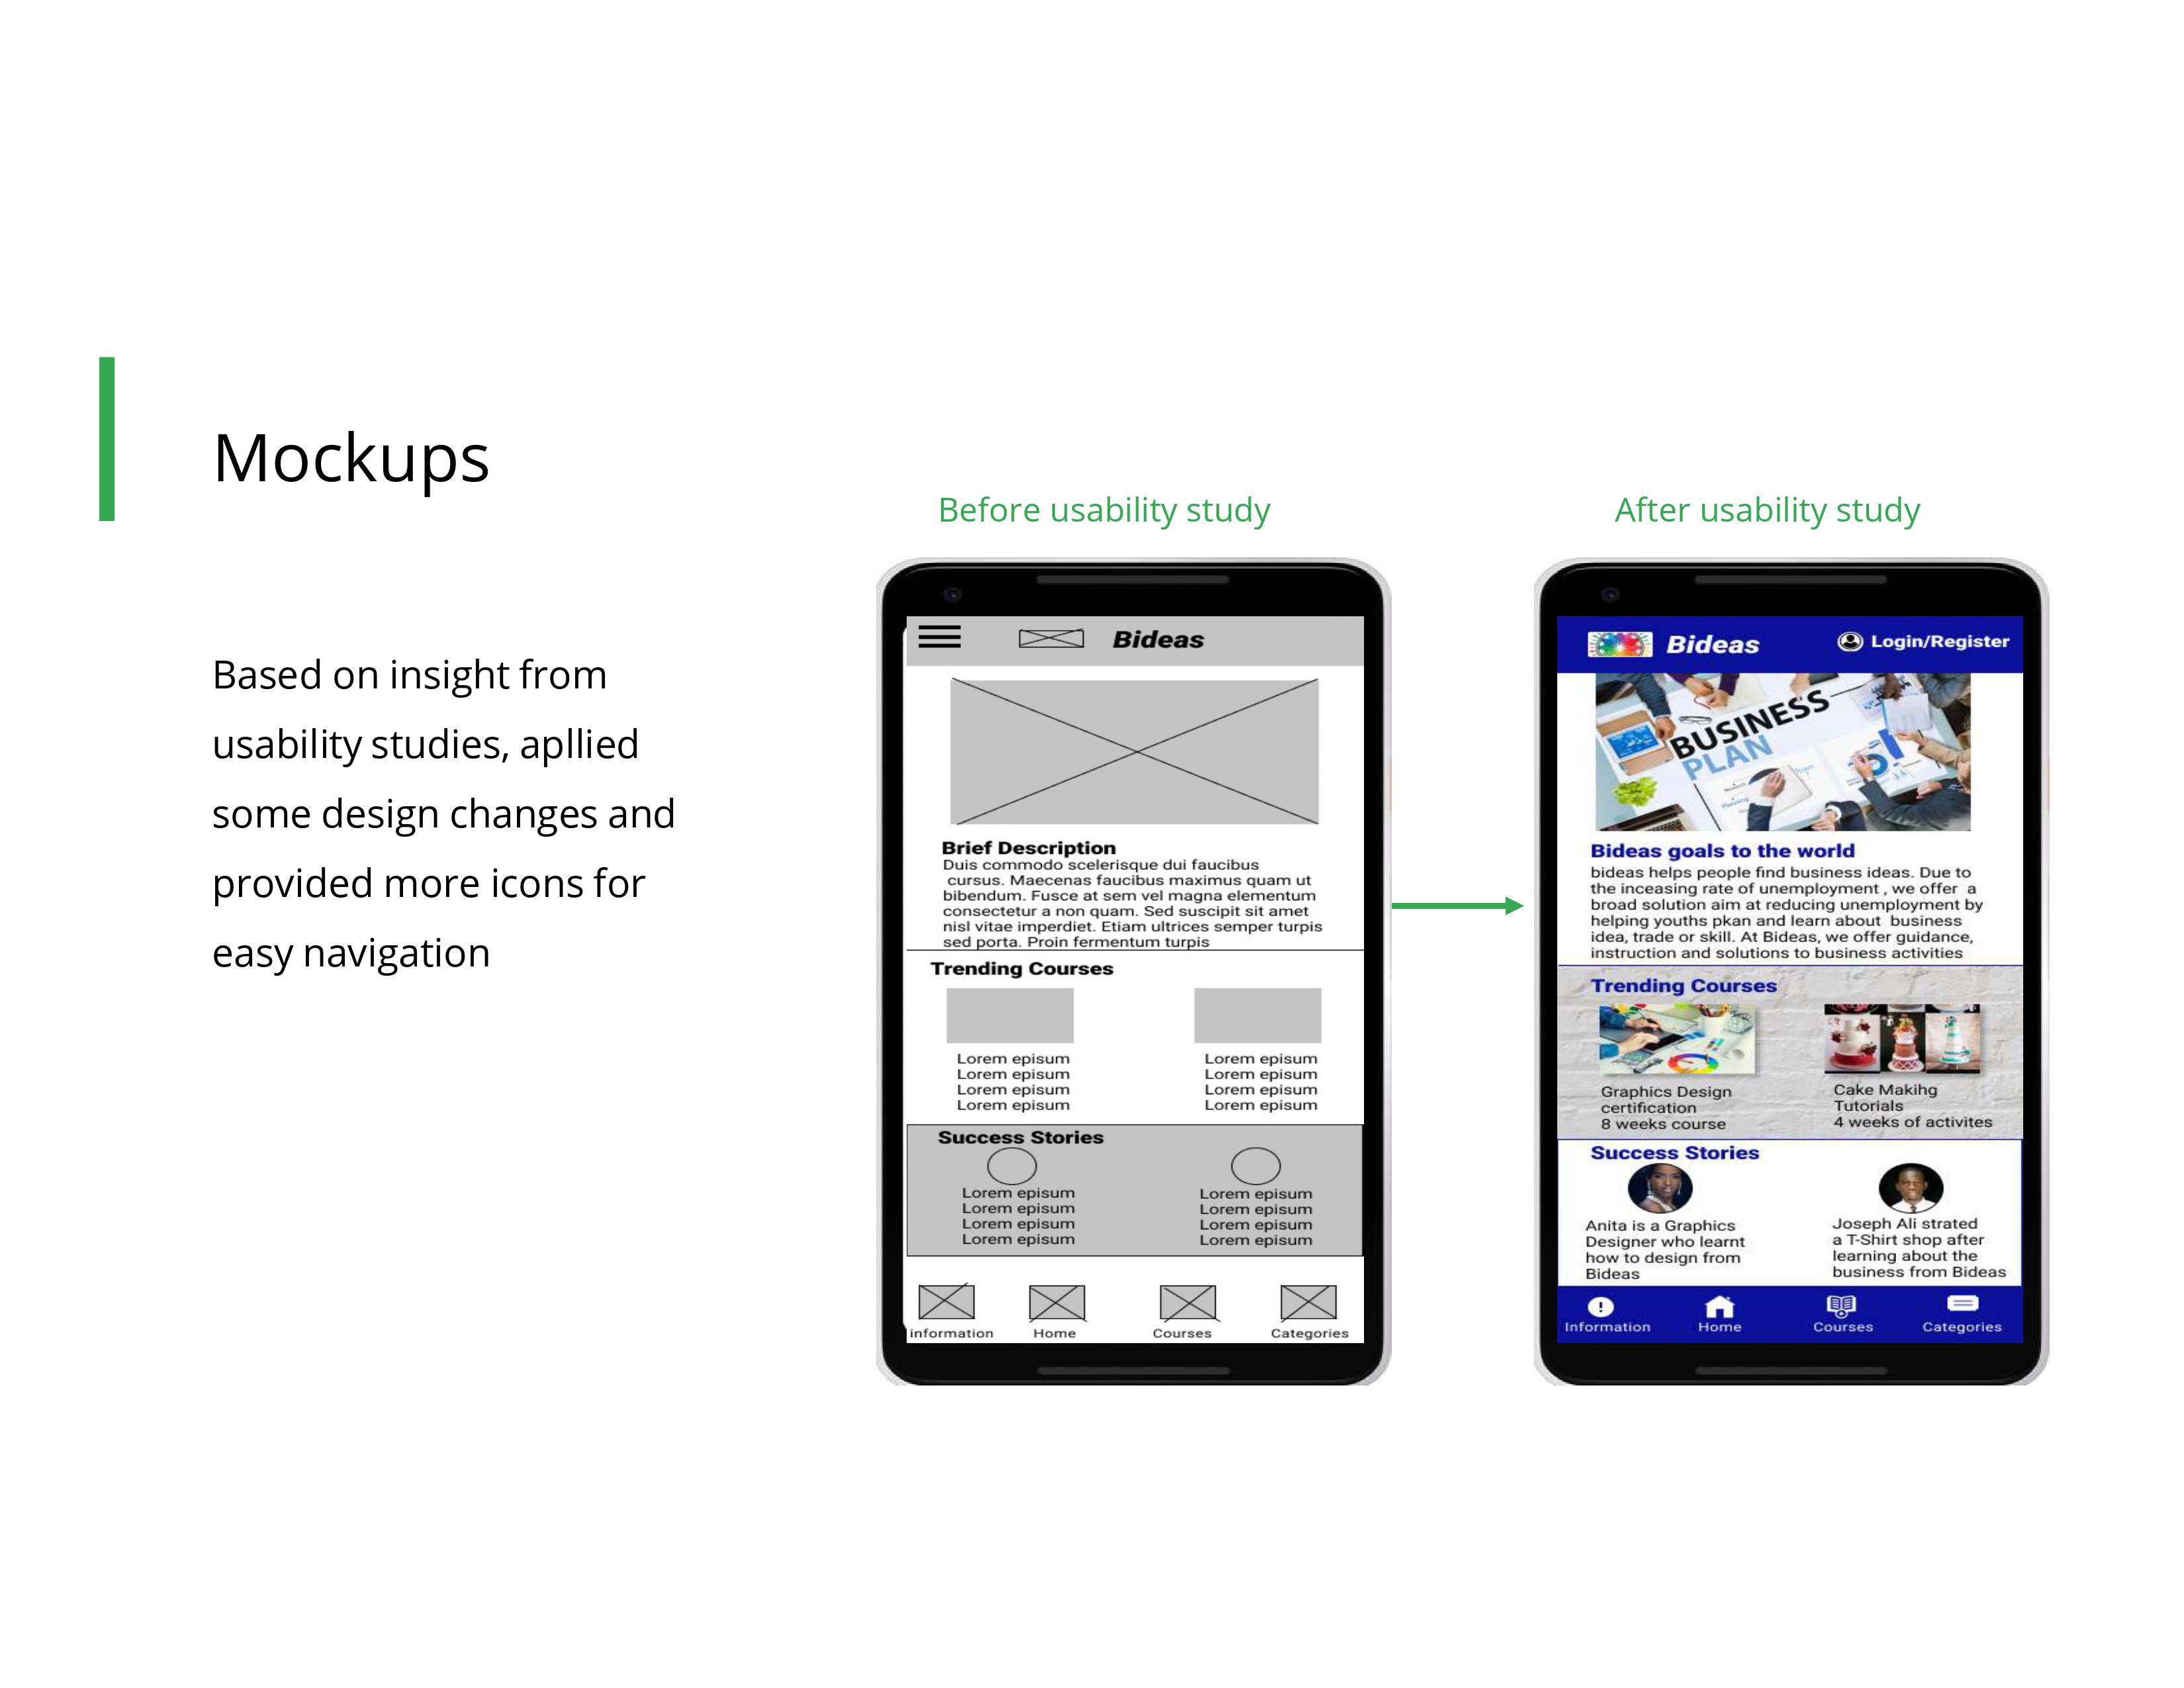 Mockups
Based on insight from
usability studies, apllied
some design changes and
provided more icons for
easy navigation
Before usability study
Bideas
Brief Description
Duis commodo scelerisque dui faucibus
cursus. Maecenas faucibus maximus quam ut
bibendum. Fusce at sem vel magna elementum
consectetur a non quam. Sed suscipit sit amet
nisl vitae imperdiet. Etiam ultrices semper turpis
sed porta. Proin fermentum turpis
Trending Courses
Lorem episum
Lorem episum
Lorem episum
Lorem episum
Lorem episum
Lorem episum
Lorem episum
Lorem episum
Success Stories
Lorem episum
Lorem episum
Lorem episum
Lorem episum
Lorem episum
Lorem episum
Lorem episum
Lorem episum
information
Home
Courses
Categories
After usability study
Bideas
Login/Register
BUSINESS
PLAN
Bideas goals to the world
bideas helps people find business ideas. Due to
the inceasing rate of unemployment , we offer a
broad solution aim at reducing unemployment by
helping youths pkan and learn about business
idea, trade or skill. At Bideas, we offer guidance,
instruction and solutions to business activities
Trending Courses
Graphics Design
certification
8 weeks course
Cake Makihg
Tutorials
4 weeks of activites
Success Stories
Anita is a Graphics
Designer who learnt
how to design from
Bideas
Joseph Ali strated
a T-Shirt shop after
learning about the
business from Bideas
Information
Home
Courses
Categories